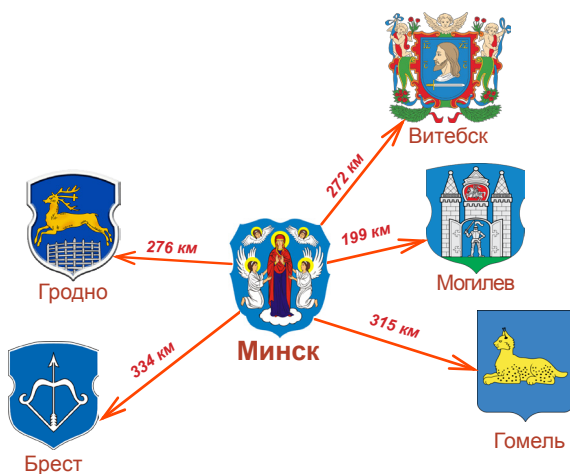 Витебск
272 км
199 км
Могилев
276 км
Гродно
Минск
315 км
334 км
Гомель
Брест